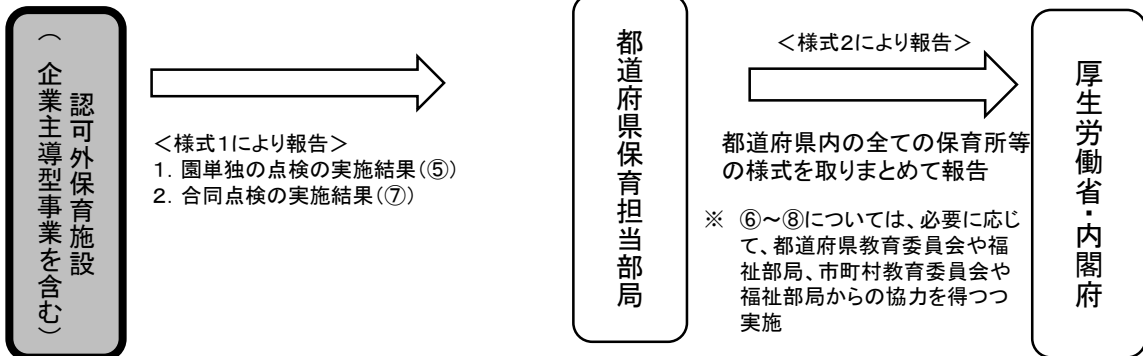 認可外保育施設
（企業主導型事業を含む）
＜様式1により報告＞
1. 園単独の点検の実施結果（⑤）
2. 合同点検の実施結果（⑦）
都道府県保育担当部局
＜様式2により報告＞
都道府県内の全ての保育所等
の様式を取りまとめて報告
※ ⑥～⑧については、必要に応じ
て、都道府県教育委員会や福
祉部局、市町村教育委員会や
福祉部局からの協力を得つつ
実施
厚生労働省・内閣府